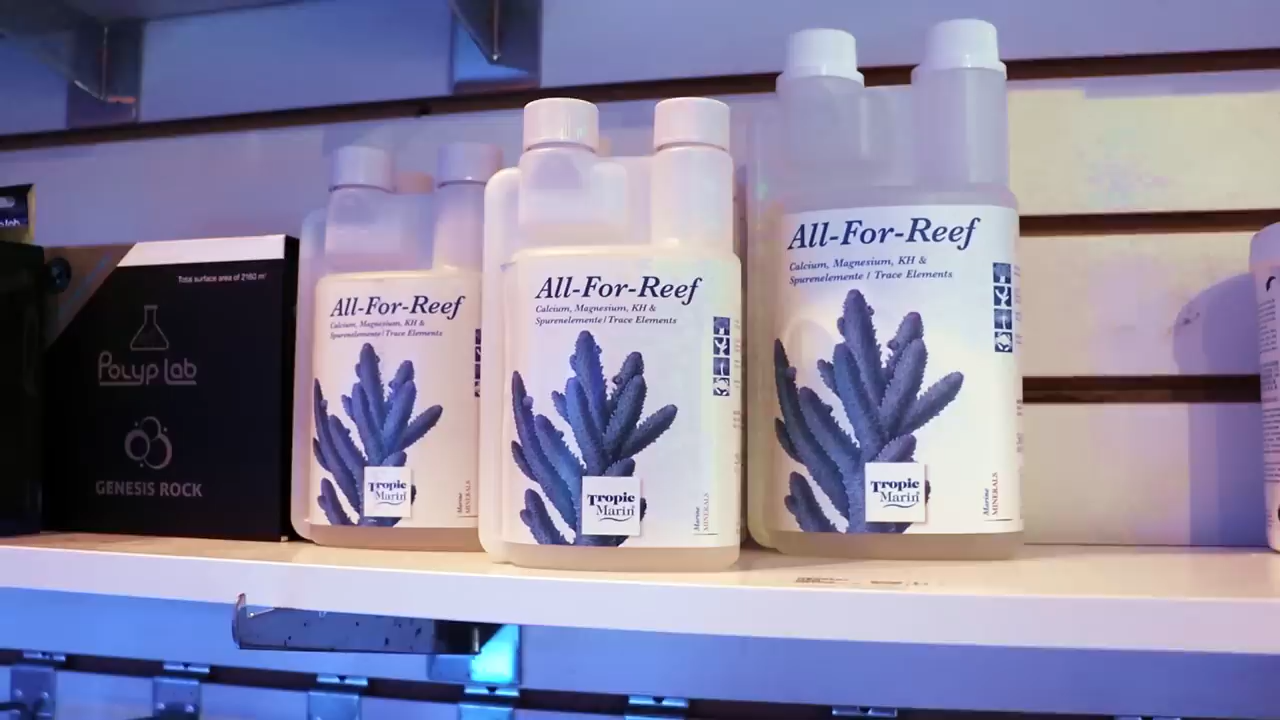 Total surface area of 2160 m²
Polyp Lab
GENESIS ROCK
All-For-Reef
Calcium, Magnesium, KH &
Spurenelemente / Trace Elements
Tropic
Marin
Marine
MINERALS
All-For-Reef
Calcium, Magnesium, KH &
Spurenelemente / Trace Elements
Tropic
Marin
Marine
MINERALS
All-For-Reef
Calcium, Magnesium, KH &
Spurenelemente / Trace Elements
Tropic
Marin
Marine
MINERALS